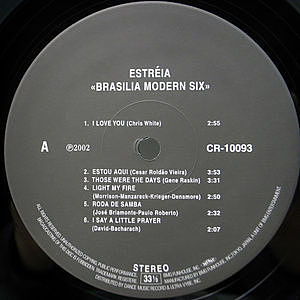 ESTRÉIA
«BRASILIA MODERN SIX»
1. I LOVE YOU (Chris White) 2:55
A ℗2002 CR-10093
2. ESTOU AQUI (Cesar Roldão Vieira) 3:53
3. THOSE WERE THE DAYS (Gene Raskin) 3:21
4. LIGHT MY FIRE
(Morrison-Manzareck-Krieger-Densmore) 2:30
5. RODA DE SAMBA
(José Briamonte-Paulo Roberto) 2:32
6. I SAY A LITTLE PRAYER
(David-Bacharach) 2:07
STEREO
33⅓